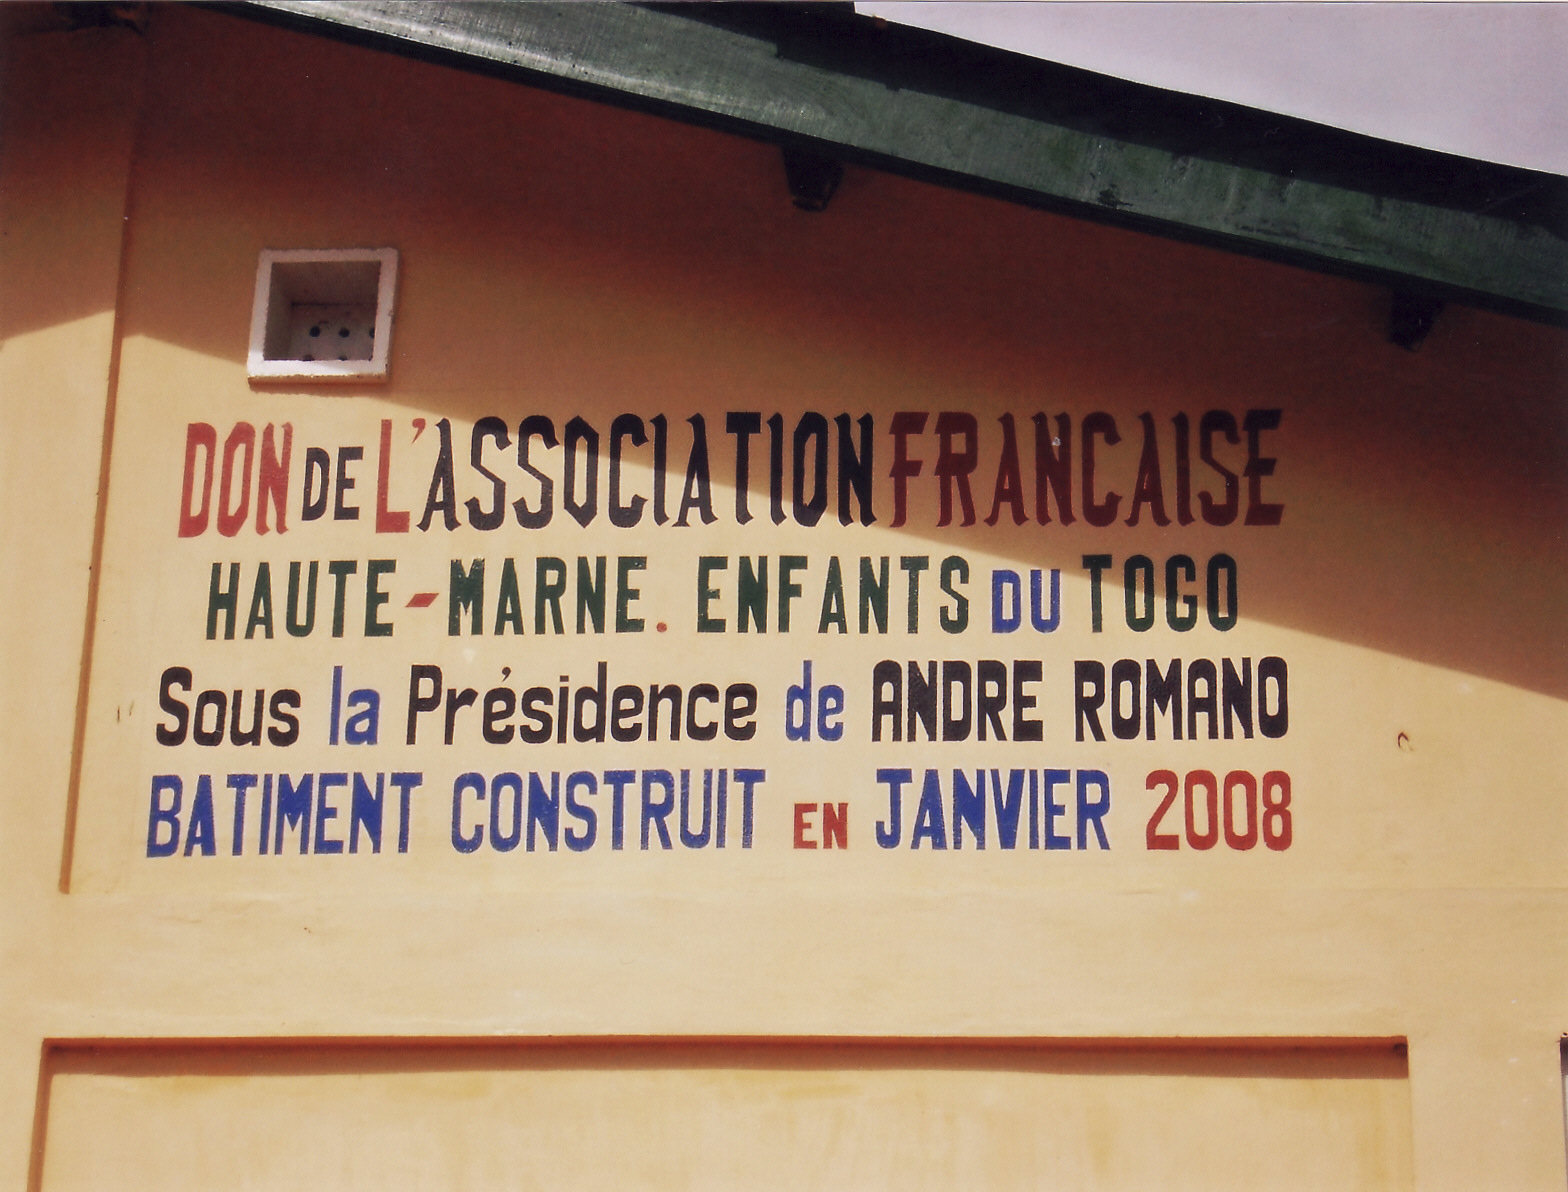 DON DE L'ASSOCIATION FRANCAISE
HAUTE-MARNE. ENFANTS DU TOGO
Sous la Présidence de ANDRE ROMANO
BATIMENT CONSTRUIT EN JANVIER 2008